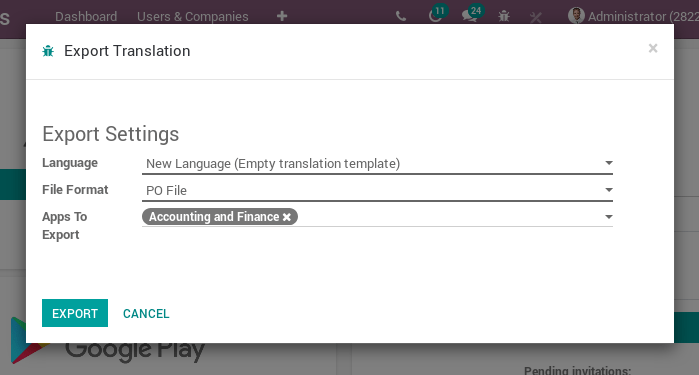 s Dashboard Users & Companies + 11 24 Administrator (2822
Export Translation ×
Export Settings
Language New Language (Empty translation template)
File Format PO File
Apps To Accounting and Finance ×
Export
EXPORT CANCEL
Google Play
Pending invitations: